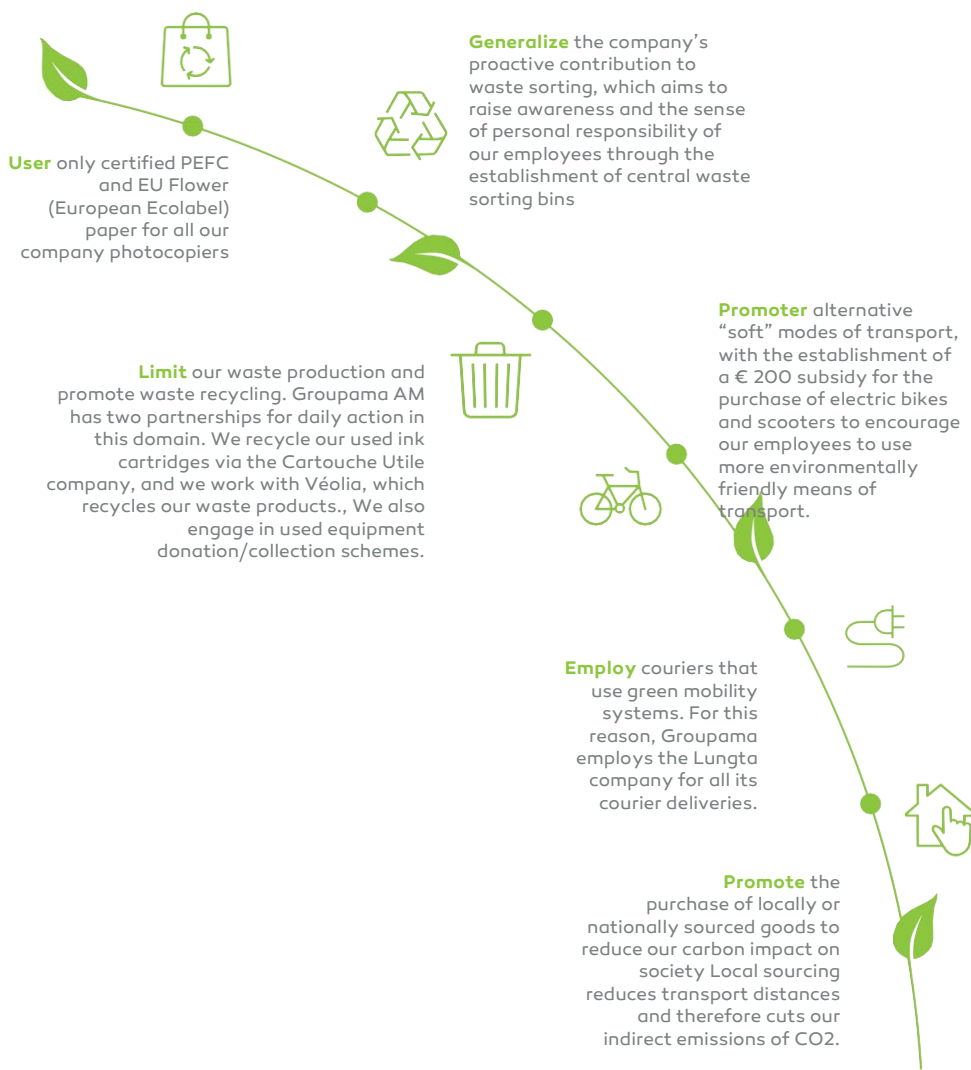 User only certified PEFC
and EU Flower
(European Ecolabel)
paper for all our
company photocopiers
Generalize the company's
proactive contribution to
waste sorting, which aims to
raise awareness and the sense
of personal responsibility of
our employees through the
establishment of central waste
sorting bins
Limit our waste production and
promote waste recycling. Groupama AM
has two partnerships for daily action in
this domain. We recycle our used ink
cartridges via the Cartouche Utile
company, and we work with Véolia, which
recycles our waste products., We also
engage in used equipment
donation/collection schemes.
Promoter alternative
“soft” modes of transport,
with the establishment of
a € 200 subsidy for the
purchase of electric bikes
and scooters to encourage
our employees to use
more environmentally
friendly means of
transport.
Employ couriers that
use green mobility
systems. For this
reason, Groupama
employs the Lungta
company for all its
courier deliveries.
Promote the
purchase of locally or
nationally sourced goods to
reduce our carbon impact on
society Local sourcing
reduces transport distances
and therefore cuts our
indirect emissions of CO2.